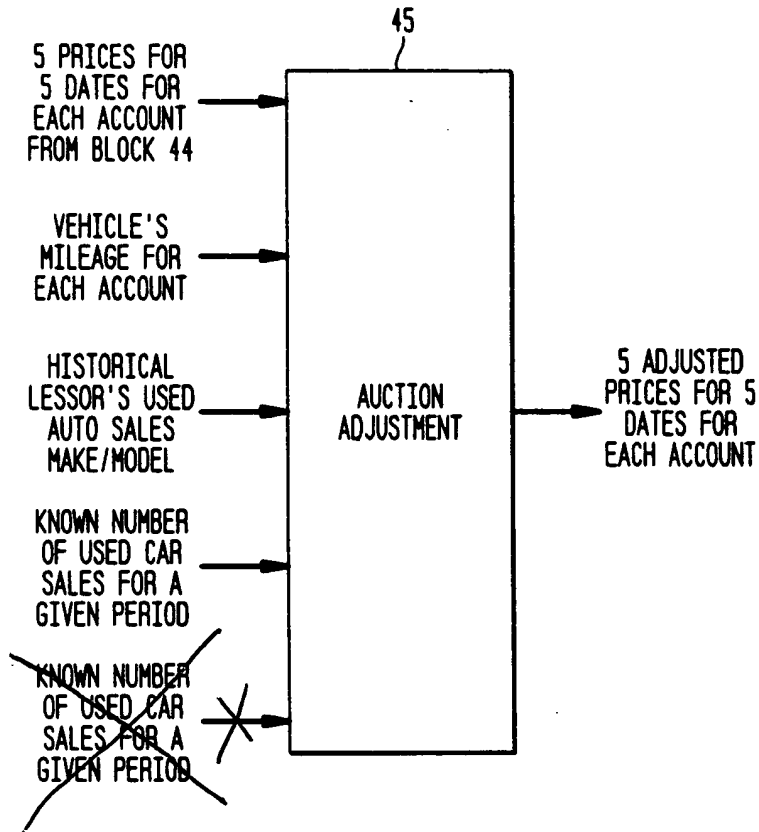 45
5 PRICES FOR
5 DATES FOR
EACH ACCOUNT
FROM BLOCK 44
VEHICLE'S
MILEAGE FOR
EACH ACCOUNT
HISTORICAL
LESSOR'S USED
AUTO SALES
MAKE/MODEL
KNOWN NUMBER
OF USED CAR
SALES FOR A
GIVEN PERIOD
KNOWN NUMBER
OF USED CAR
SALES FOR A
GIVEN PERIOD
AUCTION
ADJUSTMENT
5 ADJUSTED
PRICES FOR 5
DATES FOR
EACH ACCOUNT